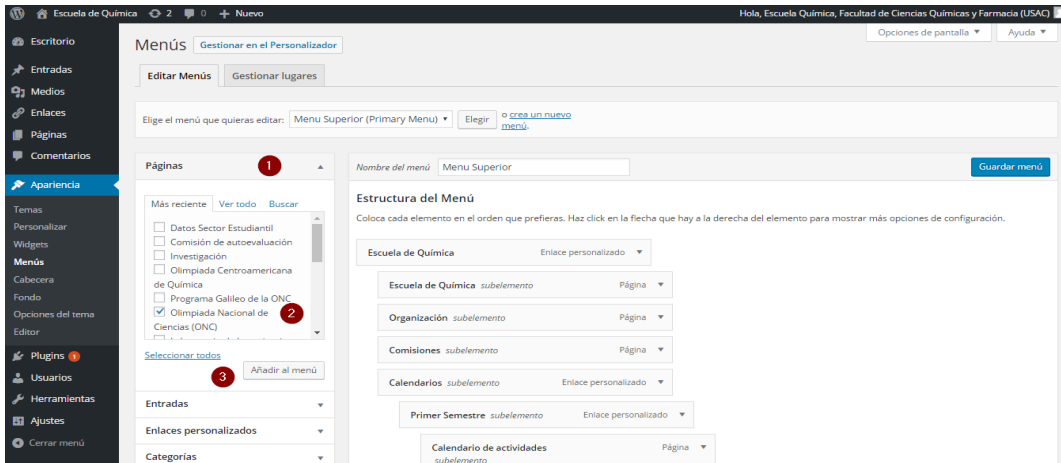 Escuela de Química 2 0 + Nuevo Hola, Escuela Química, Facultad de Ciencias Químicas y Farmacia (USAC)
Opciones de pantalla ▼ Ayuda ▼
Escritorio
Entradas
Medios
Enlaces
Páginas
Comentarios
Apariencia
Temas
Personalizar
Widgets
Menús
Cabecera
Fondo
Opciones del tema
Editor
Plugins 1
Usuarios
Herramientas
Ajustes
Cerrar menú
Menús Gestionar en el Personalizador
Editar Menús Gestionar lugares
Elige el menú que quieras editar: Menu Superior (Primary Menu) ▼ Elegir o crea un nuevo
menú.
Páginas 1
Más reciente Ver todo Buscar
Datos Sector Estudiantil
Comisión de autoevaluación
Investigación
Olimpiada Centroamericana
de Química
Programa Galileo de la ONC
Olimpiada Nacional de 2
Ciencias (ONC)
Seleccionar todos
3 Añadir al menú
Entradas
Enlaces personalizados
Categorías
Nombre del menú Menu Superior Guardar menú
Estructura del Menú
Coloca cada elemento en el orden que prefieras. Haz click en la flecha que hay a la derecha del elemento para mostrar más opciones de configuración.
Escuela de Química Enlace personalizado ▼
Escuela de Química subelemento Página ▼
Organización subelemento Página ▼
Comisiones subelemento Página ▼
Calendarios subelemento Enlace personalizado ▼
Primer Semestre subelemento Enlace personalizado ▼
Calendario de actividades Página ▼
subelemento